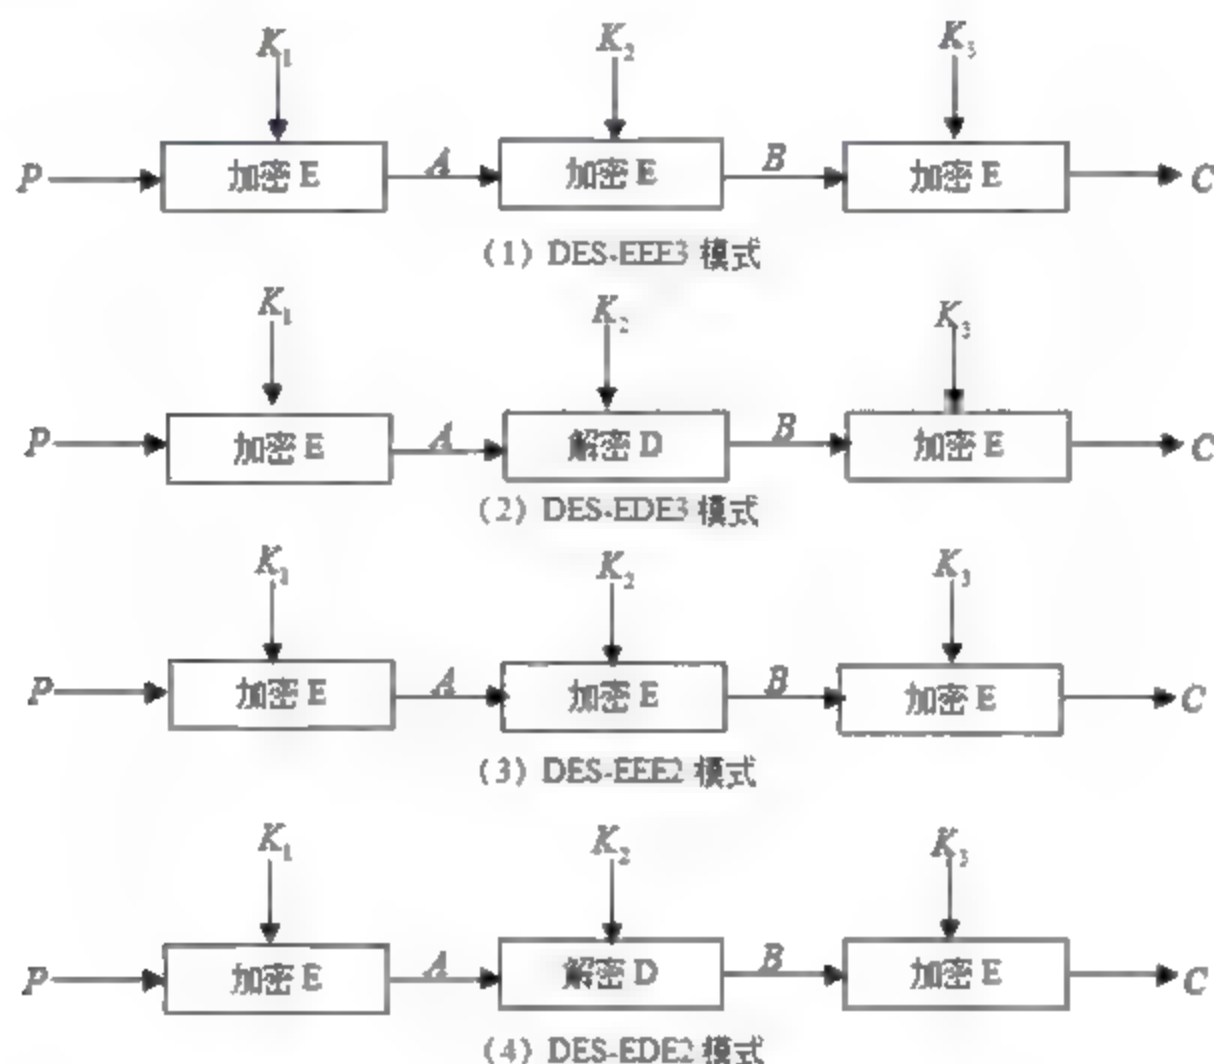 K₁ K₂ K₃
P 加密 E A 加密 E B 加密 E C
(1) DES-EEE3 模式
K₁ K₂ K₃
P 加密 E A 解密 D B 加密 E C
(2) DES-EDE3 模式
K₁ K₂ K₃
P 加密 E A 加密 E B 加密 E C
(3) DES-EEE2 模式
K₁ K₂ K₃
P 加密 E A 解密 D B 加密 E C
(4) DES-EDE2 模式